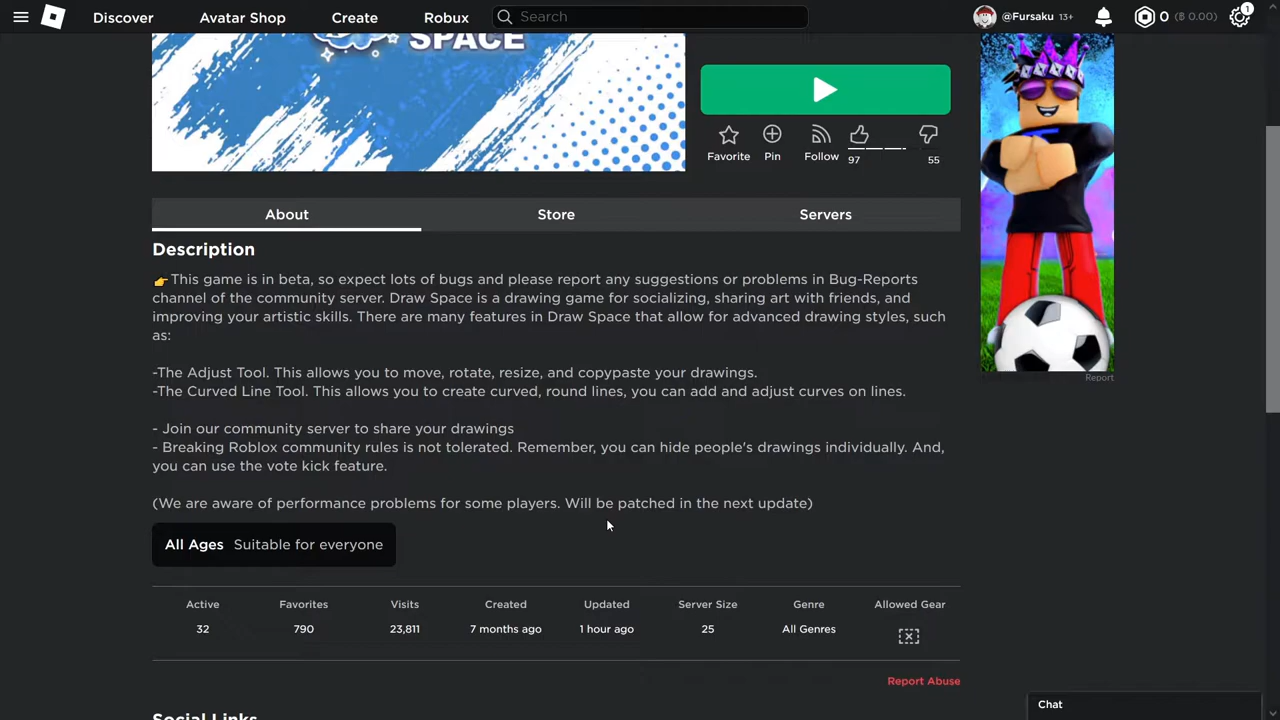 Discover Avatar Shop Create Robux Search @Fursaku 13+ 1 0 (฿ 0.00)
SPACE
Favorite Pin Follow 97 55
About Store Servers
Description
👉This game is in beta, so expect lots of bugs and please report any suggestions or problems in Bug-Reports
channel of the community server. Draw Space is a drawing game for socializing, sharing art with friends, and
improving your artistic skills. There are many features in Draw Space that allow for advanced drawing styles, such
as:
-The Adjust Tool. This allows you to move, rotate, resize, and copypaste your drawings.
-The Curved Line Tool. This allows you to create curved, round lines, you can add and adjust curves on lines.
- Join our community server to share your drawings
- Breaking Roblox community rules is not tolerated. Remember, you can hide people's drawings individually. And,
you can use the vote kick feature.
(We are aware of performance problems for some players. Will be patched in the next update)
All Ages Suitable for everyone
Active Favorites Visits Created Updated Server Size Genre Allowed Gear
32 790 23,811 7 months ago 1 hour ago 25 All Genres
Report Abuse
Social Links
Report
Chat